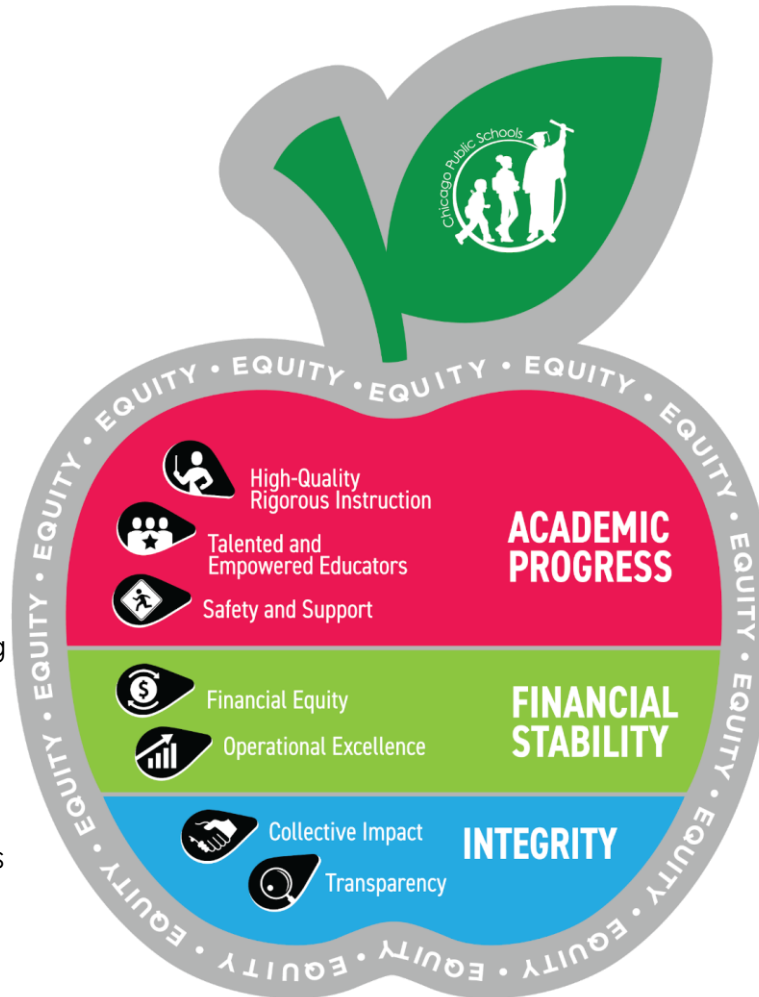 Chicago Public Schools
EQUITY • EQUITY • EQUITY • EQUITY • EQUITY • EQUITY • EQUITY • EQUITY • EQUITY • EQUITY • EQUITY • EQUITY • EQUITY • EQUITY • EQUITY •
High-Quality
Rigorous Instruction
Talented and
Empowered Educators
Safety and Support
ACADEMIC
PROGRESS
g
Financial Equity
Operational Excellence
FINANCIAL
STABILITY
s
Collective Impact
Transparency
INTEGRITY